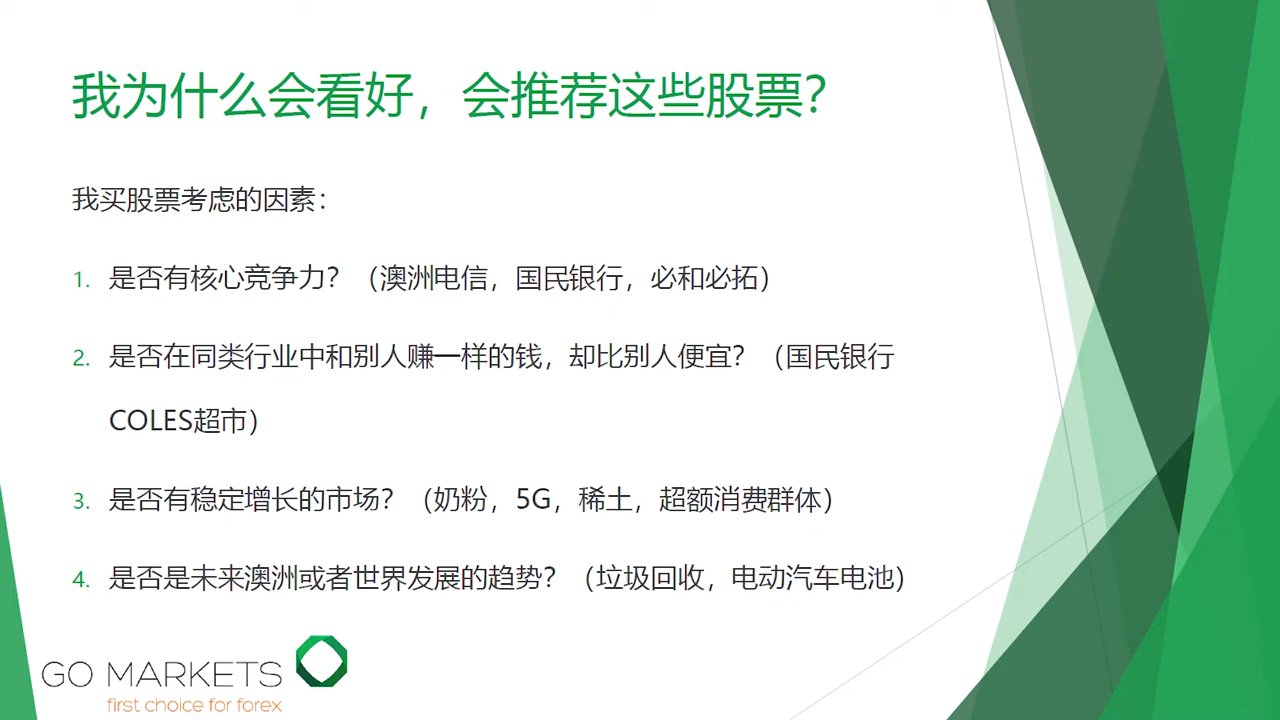 我为什么会看好，会推荐这些股票？
我买股票考虑的因素：
1. 是否有核心竞争力？（澳洲电信，国民银行，必和必拓）
2. 是否在同类行业中和别人赚一样的钱，却比别人便宜？（国民银行
COLES超市）
3. 是否有稳定增长的市场？（奶粉，5G，稀土，超额消费群体）
4. 是否是未来澳洲或者世界发展的趋势？（垃圾回收，电动汽车电池）
GO MARKETS
first choice for forex